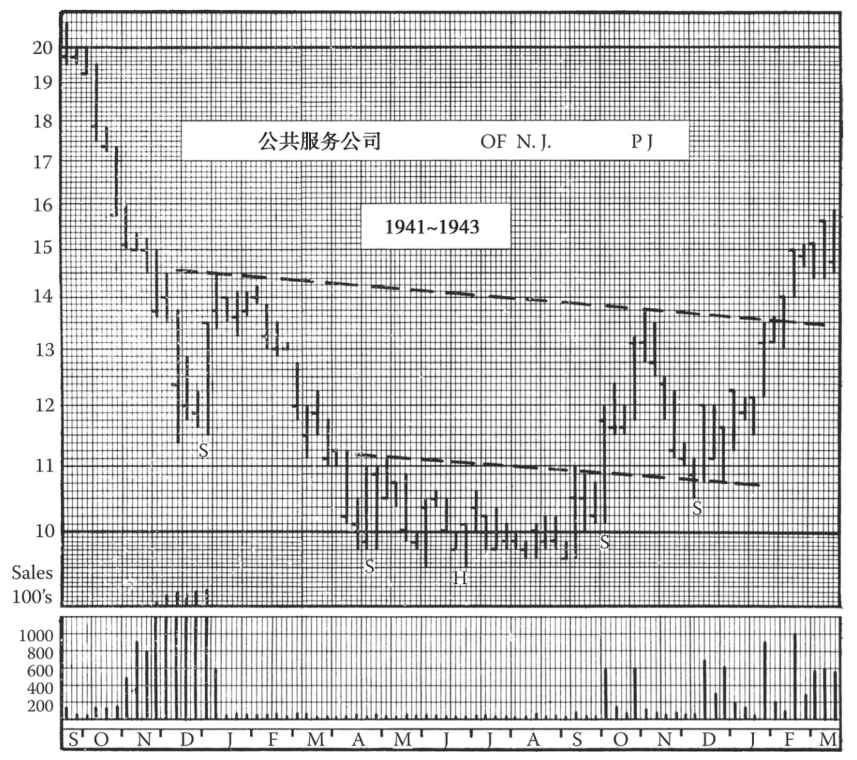 20
19
18
公共服务公司 OF N. J. P J
17
16
1941~1943
15
14
13
12
S
11
S
10
S
S
H
Sales
100's
1000
800
600
400
200
S O N D J F M A M J J A S O N D J F M